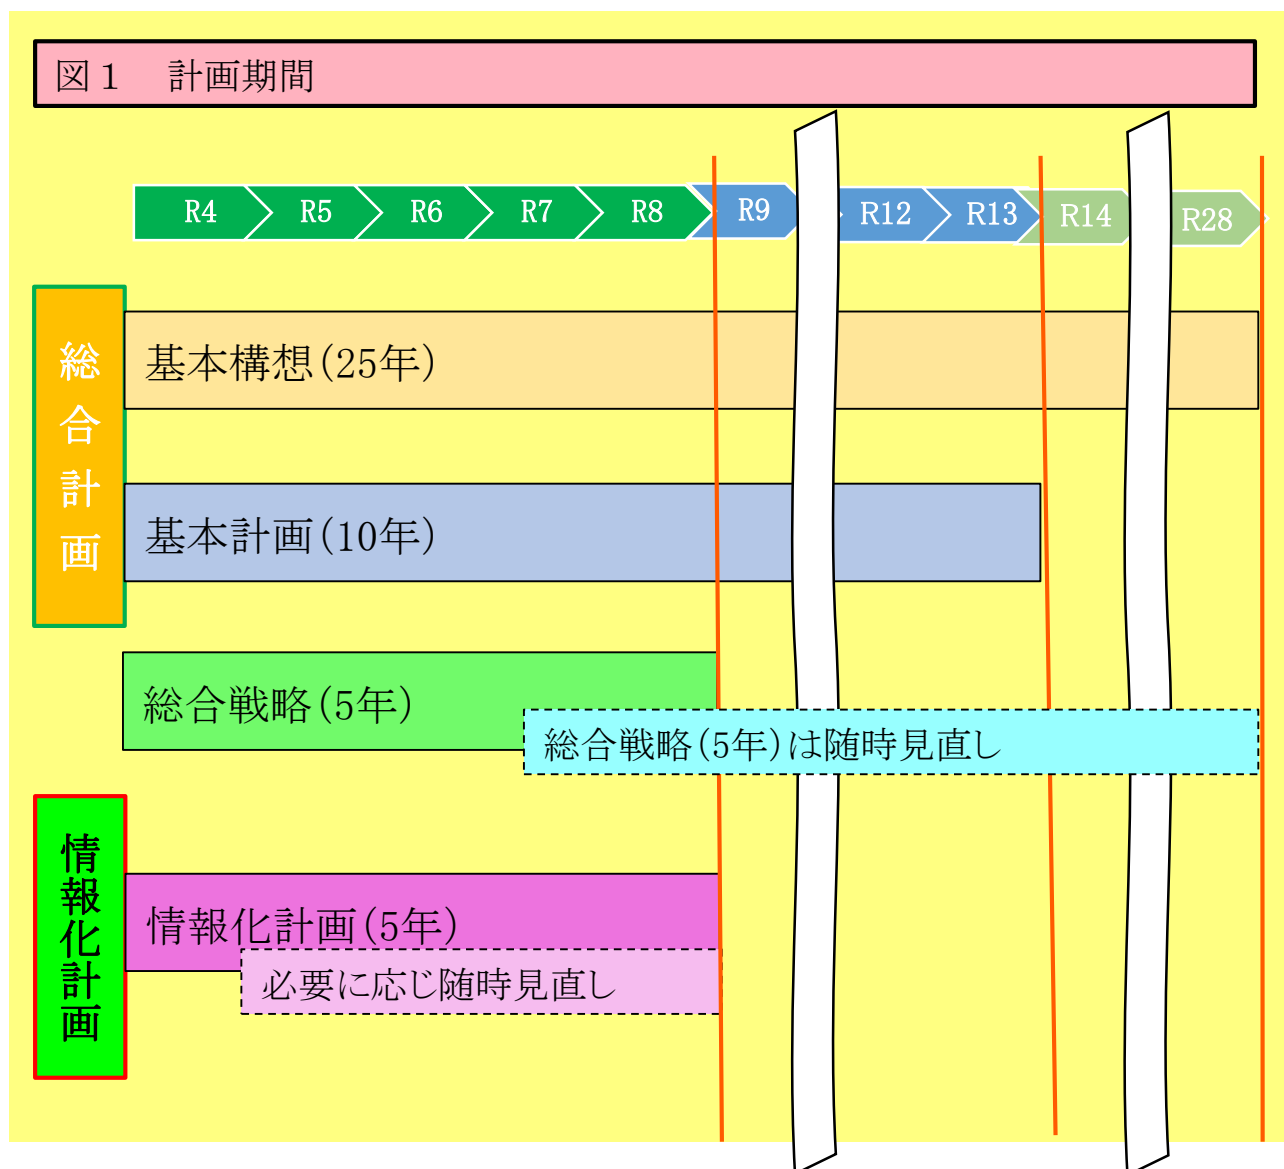 図１　計画期間
R4 R5 R6 R7 R8 R9 R12 R13 R14 R28
総合計画
基本構想(25年)
基本計画(10年)
総合戦略(5年)
総合戦略(5年)は随時見直し
情報化計画
情報化計画(5年)
必要に応じ随時見直し